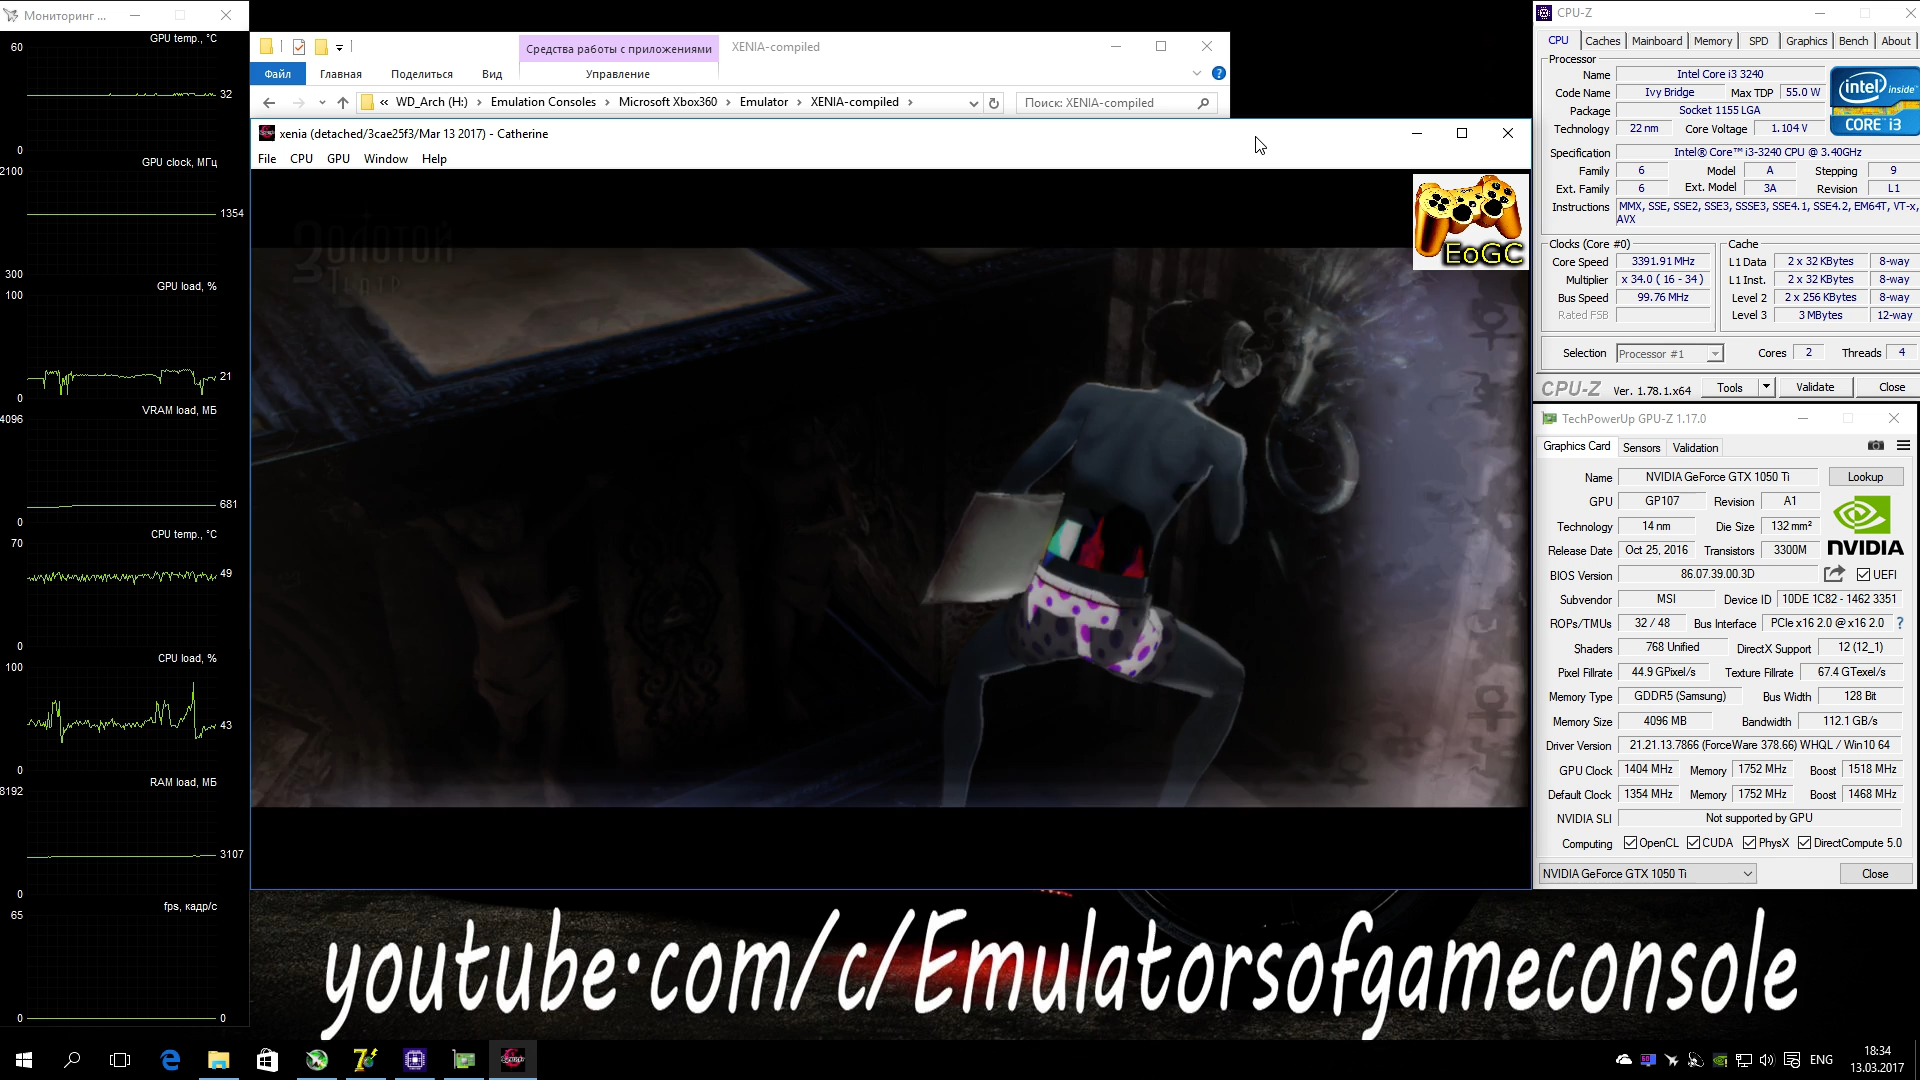 Мониторинг ...
GPU temp., °C
60
32
0
GPU clock, МГц
2100
1354
300
GPU load, %
100
21
0
VRAM load, МБ
4096
681
0
CPU temp., °C
70
49
0
CPU load, %
100
43
0
RAM load, МБ
8192
3107
0
fps, кадр/с
65
0
0
Средства работы с приложениями
XENIA-compiled
Файл
Главная
Поделиться
Вид
Управление
« WD_Arch (H:) › Emulation Consoles › Microsoft Xbox360 › Emulator › XENIA-compiled ›
Поиск: XENIA-compiled
xenia (detached/3cae25f3/Mar 13 2017) - Catherine
File CPU GPU Window Help
Золотой
Театр
EoGC
CPU-Z
CPU Caches Mainboard Memory SPD Graphics Bench About
Processor
Name Intel Core i3 3240
Code Name Ivy Bridge Max TDP 55.0 W
Package Socket 1155 LGA
Technology 22 nm Core Voltage 1.104 V
intel inside™
CORE™ i3
Specification Intel® Core™ i3-3240 CPU @ 3.40GHz
Family 6 Model A Stepping 9
Ext. Family 6 Ext. Model 3A Revision L1
Instructions MMX, SSE, SSE2, SSE3, SSSE3, SSE4.1, SSE4.2, EM64T, VT-x,
AVX
Clocks (Core #0)
Core Speed 3391.91 MHz
Multiplier x 34.0 ( 16 - 34 )
Bus Speed 99.76 MHz
Rated FSB
Cache
L1 Data 2 x 32 KBytes 8-way
L1 Inst. 2 x 32 KBytes 8-way
Level 2 2 x 256 KBytes 8-way
Level 3 3 MBytes 12-way
Selection Processor #1 Cores 2 Threads 4
CPU-Z Ver. 1.78.1.x64 Tools Validate Close
TechPowerUp GPU-Z 1.17.0
Graphics Card Sensors Validation
Name NVIDIA GeForce GTX 1050 Ti Lookup
GPU GP107 Revision A1
Technology 14 nm Die Size 132 mm²
Release Date Oct 25, 2016 Transistors 3300M
NVIDIA
BIOS Version 86.07.39.00.3D UEFI
Subvendor MSI Device ID 10DE 1C82 - 1462 3351
ROPs/TMUs 32 / 48 Bus Interface PCIe x16 2.0 @ x16 2.0 ?
Shaders 768 Unified DirectX Support 12 (12_1)
Pixel Fillrate 44.9 GPixel/s Texture Fillrate 67.4 GTexel/s
Memory Type GDDR5 (Samsung) Bus Width 128 Bit
Memory Size 4096 MB Bandwidth 112.1 GB/s
Driver Version 21.21.13.7866 (ForceWare 378.66) WHQL / Win10 64
GPU Clock 1404 MHz Memory 1752 MHz Boost 1518 MHz
Default Clock 1354 MHz Memory 1752 MHz Boost 1468 MHz
NVIDIA SLI Not supported by GPU
Computing OpenCL CUDA PhysX DirectCompute 5.0
NVIDIA GeForce GTX 1050 Ti Close
youtube.com/c/Emulatorsofgameconsole
ENG
18:34
13.03.2017